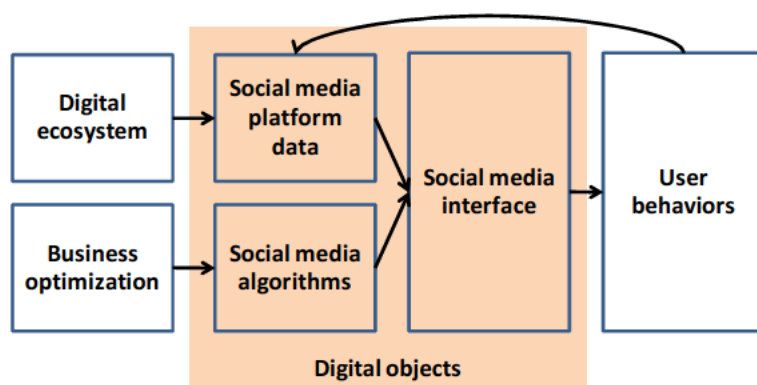 Digital
ecosystem
Social media
platform
data
Social media
interface
User
behaviors
Business
optimization
Social media
algorithms
Digital objects